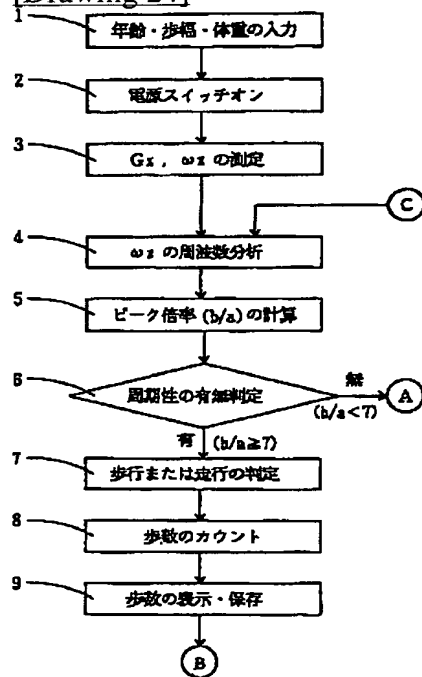 [Drawing 24]
1
年齢・歩幅・体重の入力
2
電源スイッチオン
3
Gx , ωx の測定
C
4
ωx の周波数分析
5
ピーク倍率 (b/a) の計算
6
周期性の有無判定
無
A
(b/a<7)
有 (b/a≧7)
7
歩行または走行の判定
8
歩数のカウント
9
歩数の表示・保存
B